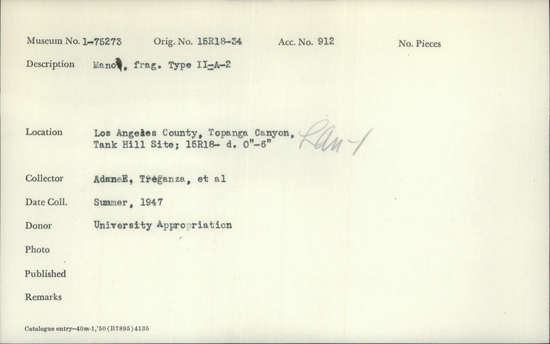 Museum No. 1-75273 Orig. No. 15R18-34 Acc. No. 912 No. Pieces
Description Mano, frag. Type II-A-2
Location Los Angeles County, Topanga Canyon,
Tank Hill Site; 15R18- d. 0"-6" LAn-1
Collector Adan E, Treganza, et al
Date Coll. Summer, 1947
Donor University Appropriation
Photo
Published
Remarks
Catalogue entry—40m-1,'50(B7895)4135